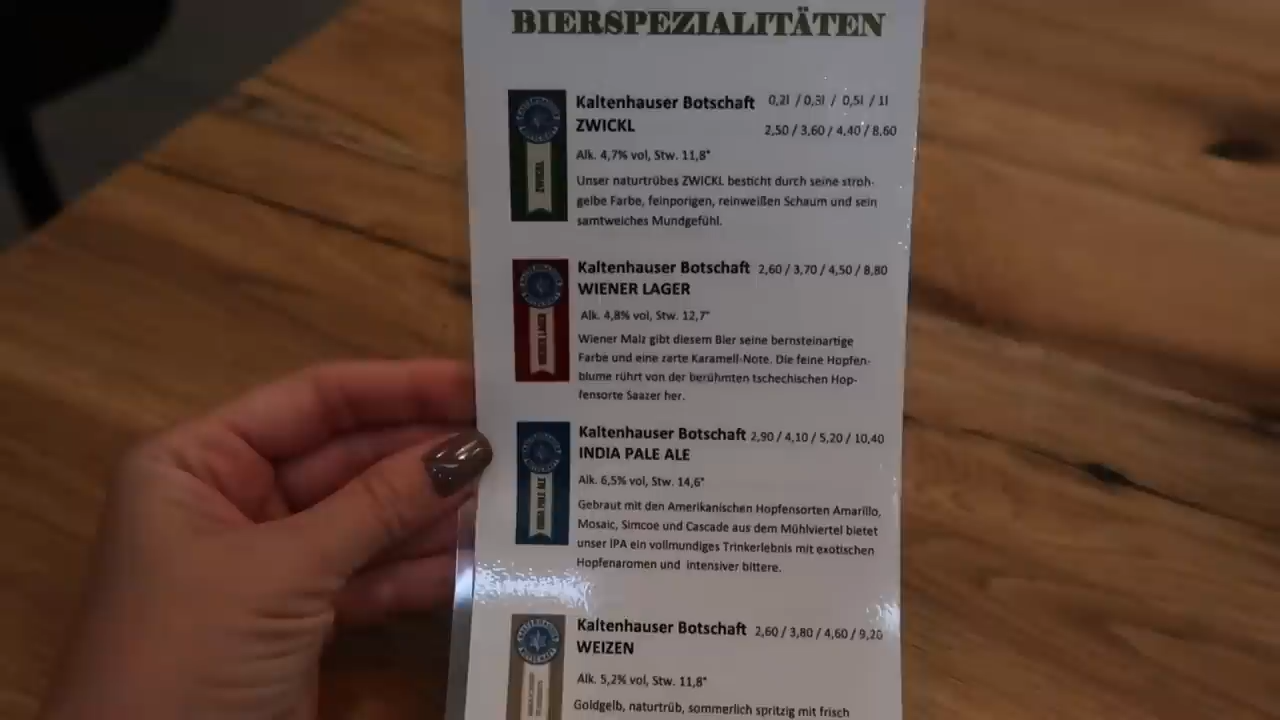 BIERSPEZIALITÄTEN
Kaltenhauser Botschaft 0,2l / 0,3l / 0,5l / 1l
ZWICKL 2,50 / 3,60 / 4,40 / 8,60
Alk. 4,7% vol, Stw. 11,8°
Unser naturtrübes ZWICKL besticht durch seine stroh-
gelbe Farbe, feinporigen, reinweißen Schaum und sein
samtweiches Mundgefühl.
ZWICKL
Kaltenhauser Botschaft 2,60 / 3,70 / 4,50 / 8,80
WIENER LAGER
Alk. 4,8% vol, Stw. 12,7°
Wiener Malz gibt diesem Bier seine bernsteinartige
Farbe und eine zarte Karamell-Note. Die feine Hopfen-
blume rührt von der berühmten tschechischen Hop-
fensorte Saazer her.
WIENER LAGER
Kaltenhauser Botschaft 2,90 / 4,10 / 5,20 / 10,40
INDIA PALE ALE
Alk. 6,5% vol, Stw. 14,6°
Gebraut mit den Amerikanischen Hopfensorten Amarillo,
Mosaic, Simcoe und Cascade aus dem Mühlviertel bietet
unser IPA ein vollmundiges Trinkerlebnis mit exotischen
Hopfenaromen und intensiver bittere.
INDIA PALE ALE
Kaltenhauser Botschaft 2,60 / 3,80 / 4,60 / 9,20
WEIZEN
Alk. 5,2% vol, Stw. 11,8°
Goldgelb, naturtrüb, sommerlich spritzig mit frisch